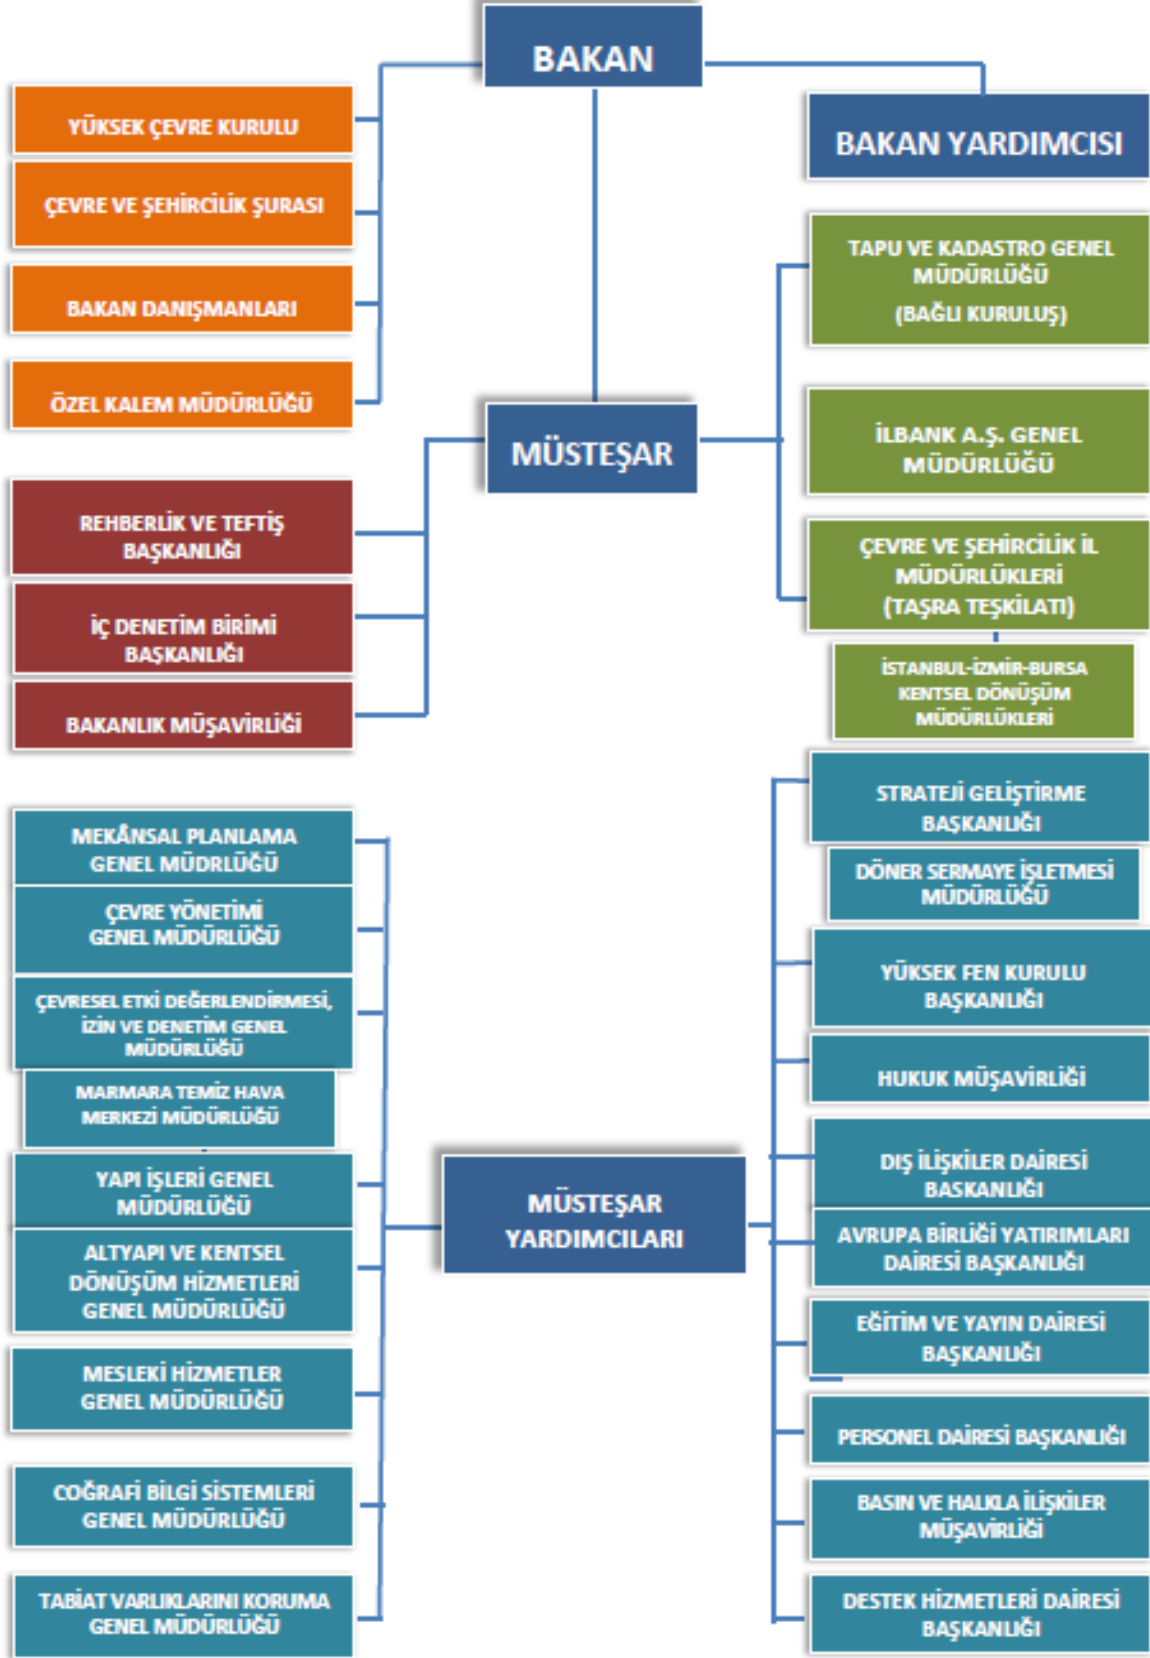 BAKAN
BAKAN YARDIMCISI
YÜKSEK ÇEVRE KURULU
ÇEVRE VE ŞEHİRCİLİK ŞURASI
BAKAN DANIŞMANLARI
ÖZEL KALEM MÜDÜRLÜĞÜ
TAPU VE KADASTRO GENEL
MÜDÜRLÜĞÜ
(BAĞLI KURULUŞ)
MÜSTEŞAR
İLBANK A.Ş. GENEL
MÜDÜRLÜĞÜ
REHBERLİK VE TEFTİŞ
BAŞKANLIĞI
İÇ DENETİM BİRİMİ
BAŞKANLIĞI
BAKANLIK MÜŞAVİRLİĞİ
ÇEVRE VE ŞEHİRCİLİK İL
MÜDÜRLÜKLERİ
(TAŞRA TEŞKİLATI)
İSTANBUL-İZMİR-BURSA
KENTSEL DÖNÜŞÜM
MÜDÜRLÜKLERİ
MEKÂNSAL PLANLAMA
GENEL MÜDRLÜĞÜ
ÇEVRE YÖNETİMİ
GENEL MÜDÜRLÜĞÜ
ÇEVRESEL ETKİ DEĞERLENDİRMESİ,
İZİN VE DENETİM GENEL
MÜDÜRLÜĞÜ
MARMARA TEMİZ HAVA
MERKEZİ MÜDÜRLÜĞÜ
YAPI İŞLERİ GENEL
MÜDÜRLÜĞÜ
ALTYAPI VE KENTSEL
DÖNÜŞÜM HİZMETLERİ
GENEL MÜDÜRLÜĞÜ
MESLEKİ HİZMETLER
GENEL MÜDÜRLÜĞÜ
COĞRAFİ BİLGİ SİSTEMLERİ
GENEL MÜDÜRLÜĞÜ
TABİAT VARLIKLARINI KORUMA
GENEL MÜDÜRLÜĞÜ
MÜSTEŞAR
YARDIMCILARI
STRATEJİ GELİŞTİRME
BAŞKANLIĞI
DÖNER SERMAYE İŞLETMESİ
MÜDÜRLÜĞÜ
YÜKSEK FEN KURULU
BAŞKANLIĞI
HUKUK MÜŞAVİRLİĞİ
DIŞ İLİŞKİLER DAİRESİ
BASKANLIĞI
AVRUPA BİRLİĞİ YATIRIMLARI
DAİRESİ BAŞKANLIĞI
EĞİTİM VE YAYIN DAİRESİ
BAŞKANLIĞI
PERSONEL DAİRESİ BAŞKANLIĞI
BASIN VE HALKLA İLİŞKİLER
MÜŞAVİRLİĞİ
DESTEK HİZMETLERİ DAİRESİ
BAŞKANLIĞI